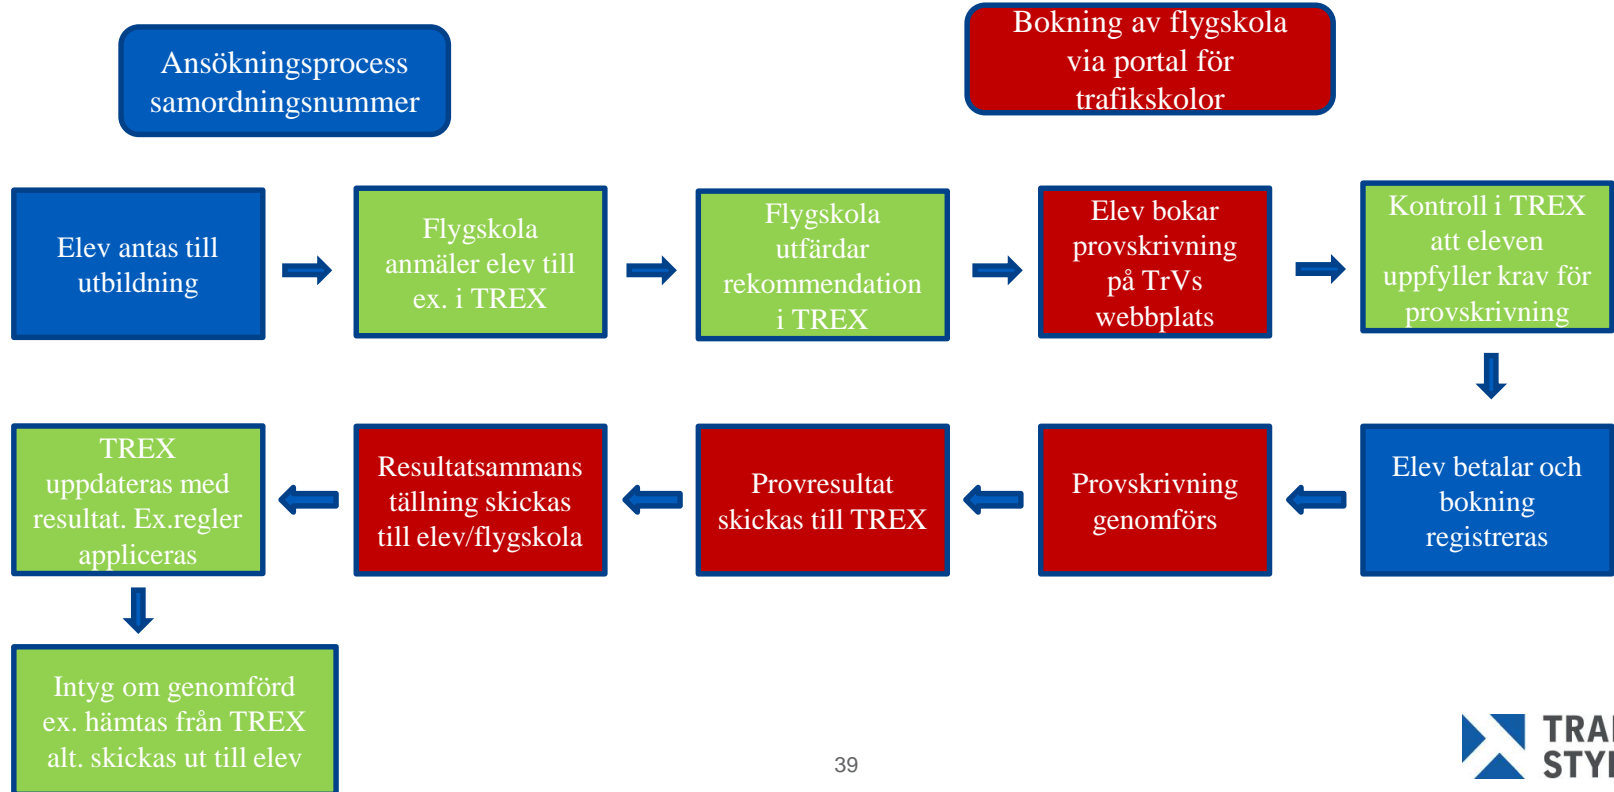 Ansökningsprocess
samordningsnummer
Bokning av flygskola
via portal för
trafikskolor
Elev antas till
utbildning
Flygskola
anmäler elev till
ex. i TREX
Flygskola
utfärdar
rekommendation
i TREX
Elev bokar
provskrivning
på TrVs
webbplats
Kontroll i TREX
att eleven
uppfyller krav för
provskrivning
TREX
uppdateras med
resultat. Ex.regler
appliceras
Resultatsammans
tällning skickas
till elev/flygskola
Provresultat
skickas till TREX
Provskrivning
genomförs
Elev betalar och
bokning
registreras
Intyg om genomförd
ex. hämtas från TREX
alt. skickas ut till elev
39
TRA
STY